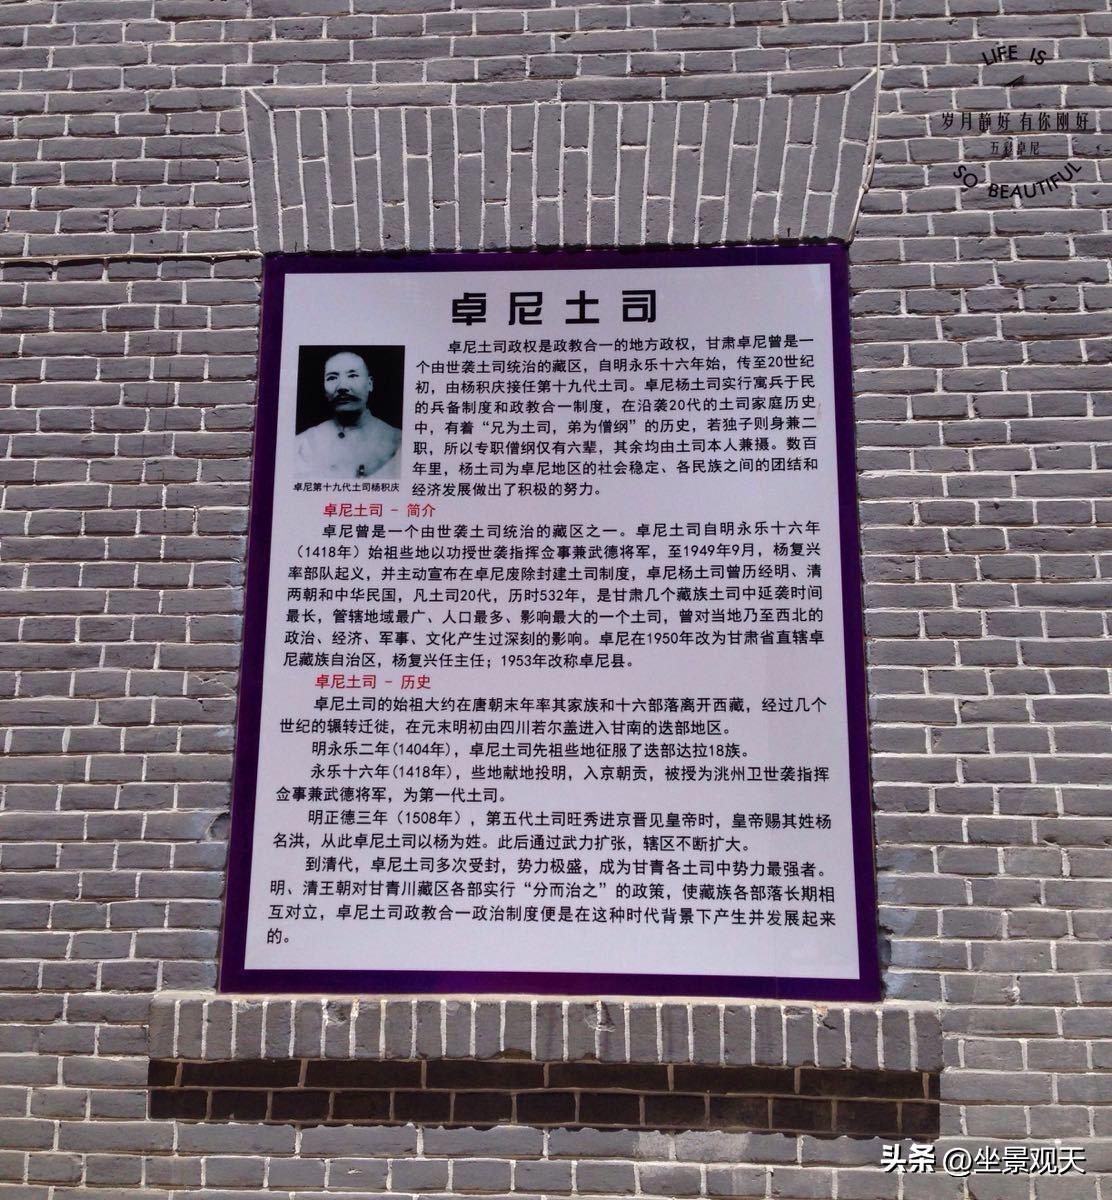 LIFE IS
岁月静好有你刚好
五彩卓尼
SO BEAUTIFUL
卓尼土司
卓尼土司政权是政教合一的地方政权，甘肃卓尼曾是一
个由世袭土司统治的藏区，自明永乐十六年始，传至20世纪
初，由杨积庆接任第十九代土司。卓尼杨土司实行寓兵于民
的兵备制度和政教合一制度，在沿袭20代的土司家庭历史
中，有着“兄为土司，弟为僧纲”的历史，若独子则身兼二
职，所以专职僧纲仅有六辈，其余均由土司本人兼摄。数百
年里，杨土司为卓尼地区的社会稳定、各民族之间的团结和
经济发展做出了积极的努力。
卓尼第十九代土司杨积庆
卓尼土司 - 简介
卓尼曾是一个由世袭土司统治的藏区之一。卓尼土司自明永乐十六年
（1418年）始祖些地以功授世袭指挥佥事兼武德将军，至1949年9月，杨复兴
率部队起义，并主动宣布在卓尼废除封建土司制度，卓尼杨土司曾历经明、清
两朝和中华民国，凡土司20代，历时532年，是甘肃几个藏族土司中延袭时间
最长，管辖地域最广、人口最多、影响最大的一个土司，曾对当地乃至西北的
政治、经济、军事、文化产生过深刻的影响。卓尼在1950年改为甘肃省直辖卓
尼藏族自治区，杨复兴任主任；1953年改称卓尼县。
卓尼土司 - 历史
卓尼土司的始祖大约在唐朝末年率其家族和十六部落离开西藏，经过几个
世纪的辗转迁徙，在元末明初由四川若尔盖进入甘南的迭部地区。
明永乐二年(1404年)，卓尼土司先祖些地征服了迭部达拉18族。
永乐十六年(1418年)，些地献地投明，入京朝贡，被授为洮州卫世袭指挥
佥事兼武德将军，为第一代土司。
明正德三年（1508年），第五代土司旺秀进京晋见皇帝时，皇帝赐其姓杨
名洪，从此卓尼土司以杨为姓。此后通过武力扩张，辖区不断扩大。
到清代，卓尼土司多次受封，势力极盛，成为甘青各土司中势力最强者。
明、清王朝对甘青川藏区各部实行“分而治之”的政策，使藏族各部落长期相
互对立，卓尼土司政教合一政治制度便是在这种时代背景下产生并发展起来
的。
头条 @坐景观天